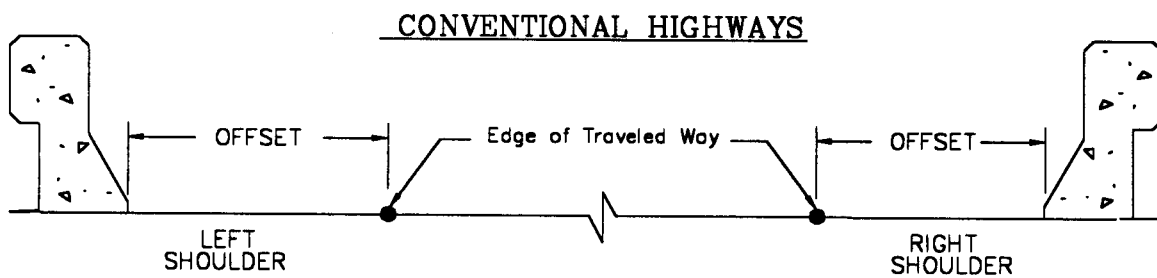 CONVENTIONAL HIGHWAYS
OFFSET
Edge of Traveled Way
OFFSET
LEFT
SHOULDER
RIGHT
SHOULDER